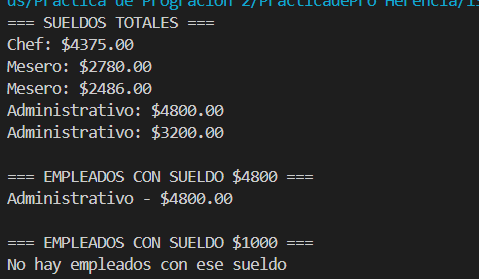 us/Practica de Progracion 2/PracticadePro Herencia/1
=== SUELDOS TOTALES ===
Chef: $4375.00
Mesero: $2780.00
Mesero: $2486.00
Administrativo: $4800.00
Administrativo: $3200.00
=== EMPLEADOS CON SUELDO $4800 ===
Administrativo - $4800.00
=== EMPLEADOS CON SUELDO $1000 ===
No hay empleados con ese sueldo